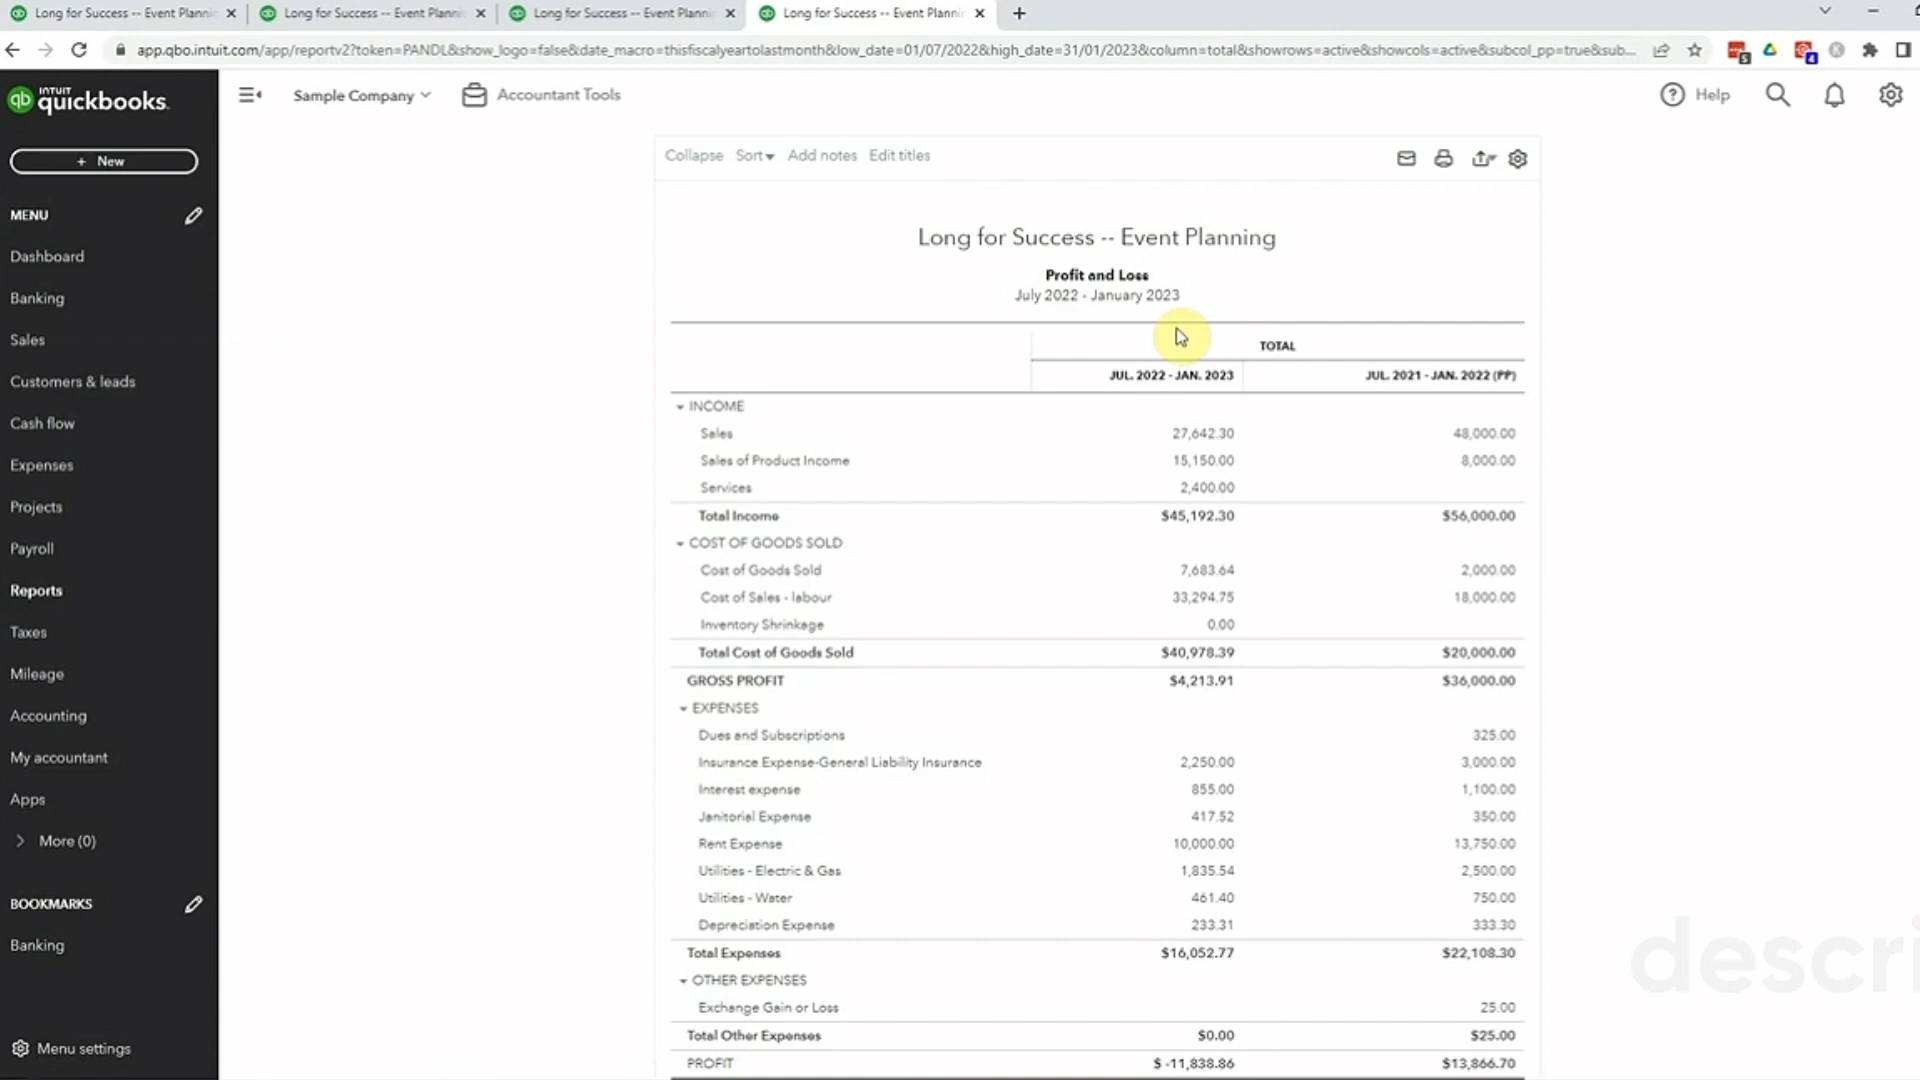 Long for Success -- Event Plannin
Long for Success -- Event Plannin
Long for Success -- Event Plannin
Long for Success -- Event Plannin
app.qbo.intuit.com/app/reportv2?token=PANDL&show_logo=false&date_macro=thisfiscalyeartolastmonth&low_date=01/07/2022&high_date=31/01/2023&column=total&showrows=active&showcols=active&subcol_pp=true&sub...
INTUIT
quickbooks.
Sample Company
Accountant Tools
Help
+ New
MENU
Dashboard
Banking
Sales
Customers & leads
Cash flow
Expenses
Projects
Payroll
Reports
Taxes
Mileage
Accounting
My accountant
Apps
More (0)
BOOKMARKS
Banking
Menu settings
Collapse Sort Add notes Edit titles
Long for Success -- Event Planning
Profit and Loss
July 2022 - January 2023
TOTAL
JUL. 2022 - JAN. 2023 JUL. 2021 - JAN. 2022 (PP)
INCOME
Sales 27,642.30 48,000.00
Sales of Product Income 15,150.00 8,000.00
Services 2,400.00
Total Income $45,192.30 $56,000.00
COST OF GOODS SOLD
Cost of Goods Sold 7,683.64 2,000.00
Cost of Sales - labour 33,294.75 18,000.00
Inventory Shrinkage 0.00
Total Cost of Goods Sold $40,978.39 $20,000.00
GROSS PROFIT $4,213.91 $36,000.00
EXPENSES
Dues and Subscriptions 325.00
Insurance Expense-General Liability Insurance 2,250.00 3,000.00
Interest expense 855.00 1,100.00
Janitorial Expense 417.52 350.00
Rent Expense 10,000.00 13,750.00
Utilities - Electric & Gas 1,835.54 2,500.00
Utilities - Water 461.40 750.00
Depreciation Expense 233.31 333.30
Total Expenses $16,052.77 $22,108.30
OTHER EXPENSES
Exchange Gain or Loss 25.00
Total Other Expenses $0.00 $25.00
PROFIT $ -11,838.86 $13,866.70
descri